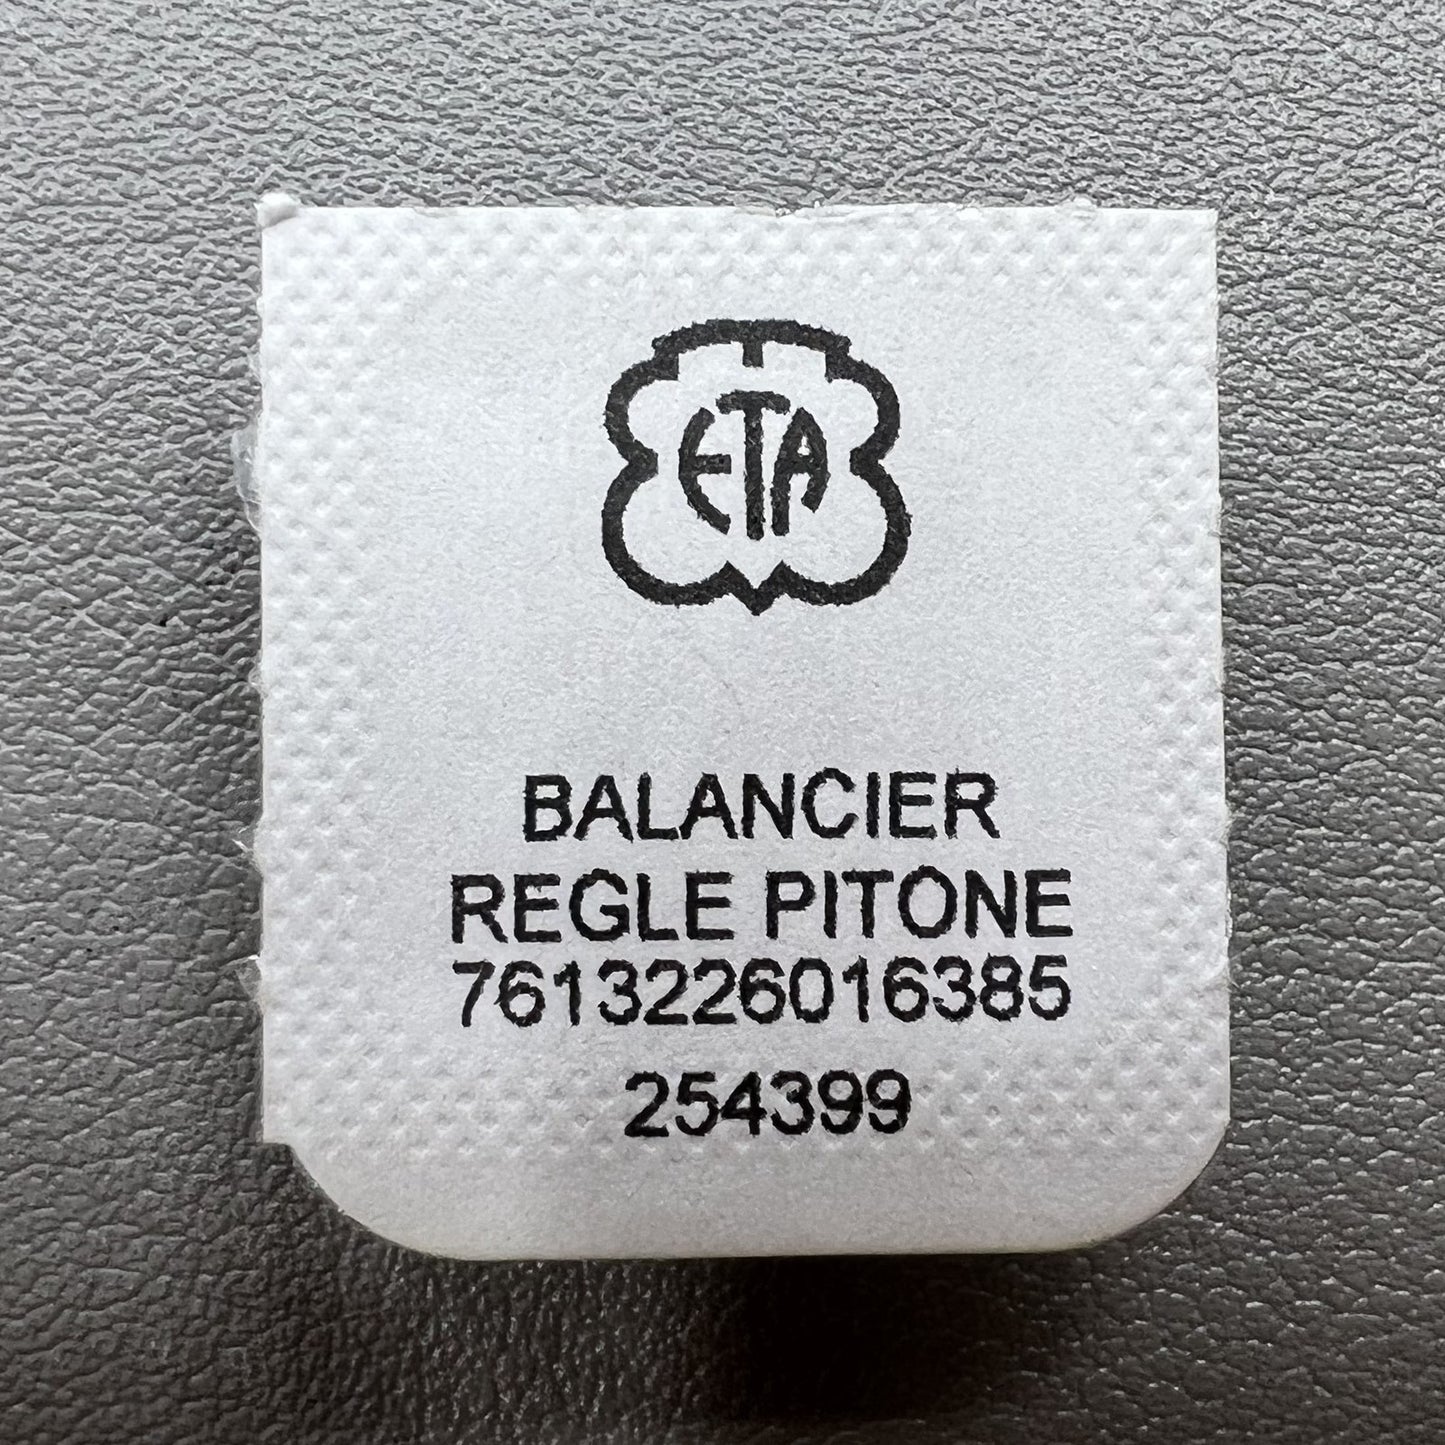 ETA
BALANCIER
REGLE PITONE
7613226016385
254399